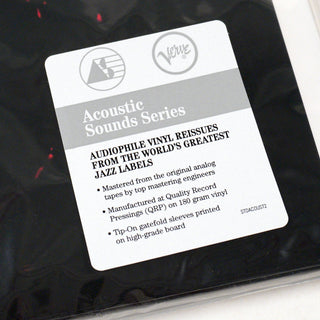 Verve
Acoustic
Sounds Series
AUDIOPHILE VINYL REISSUES
FROM THE WORLD'S GREATEST
JAZZ LABELS
• Mastered from the original analog
tapes by top mastering engineers
• Manufactured at Quality Record
Pressings (QRP) on 180 gram vinyl
• Tip-On gatefold sleeves printed
on high-grade board
STDACOUST2